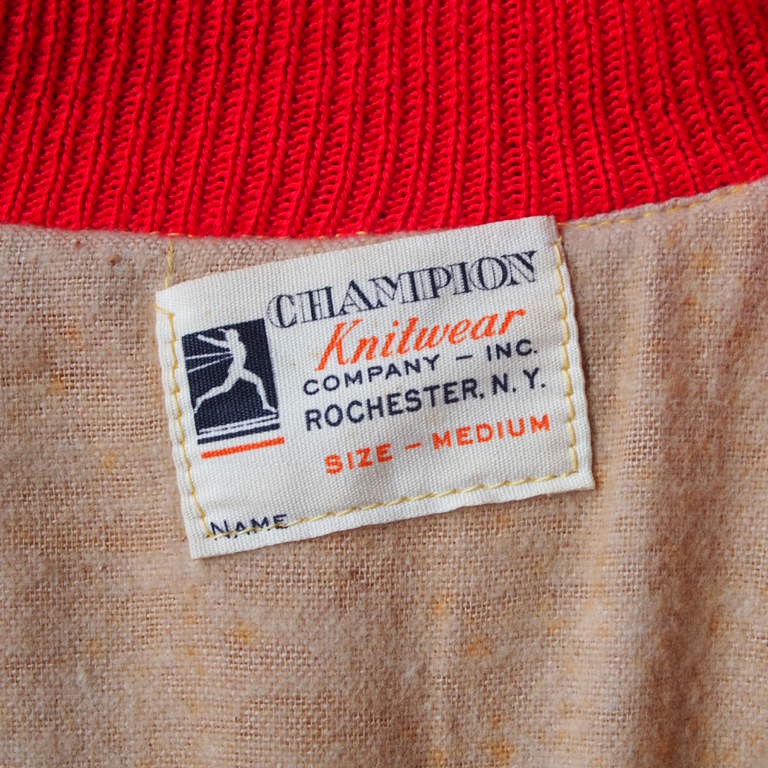 CHAMPION
Knitwear
COMPANY - INC.
ROCHESTER, N.Y.
SIZE - MEDIUM
NAME